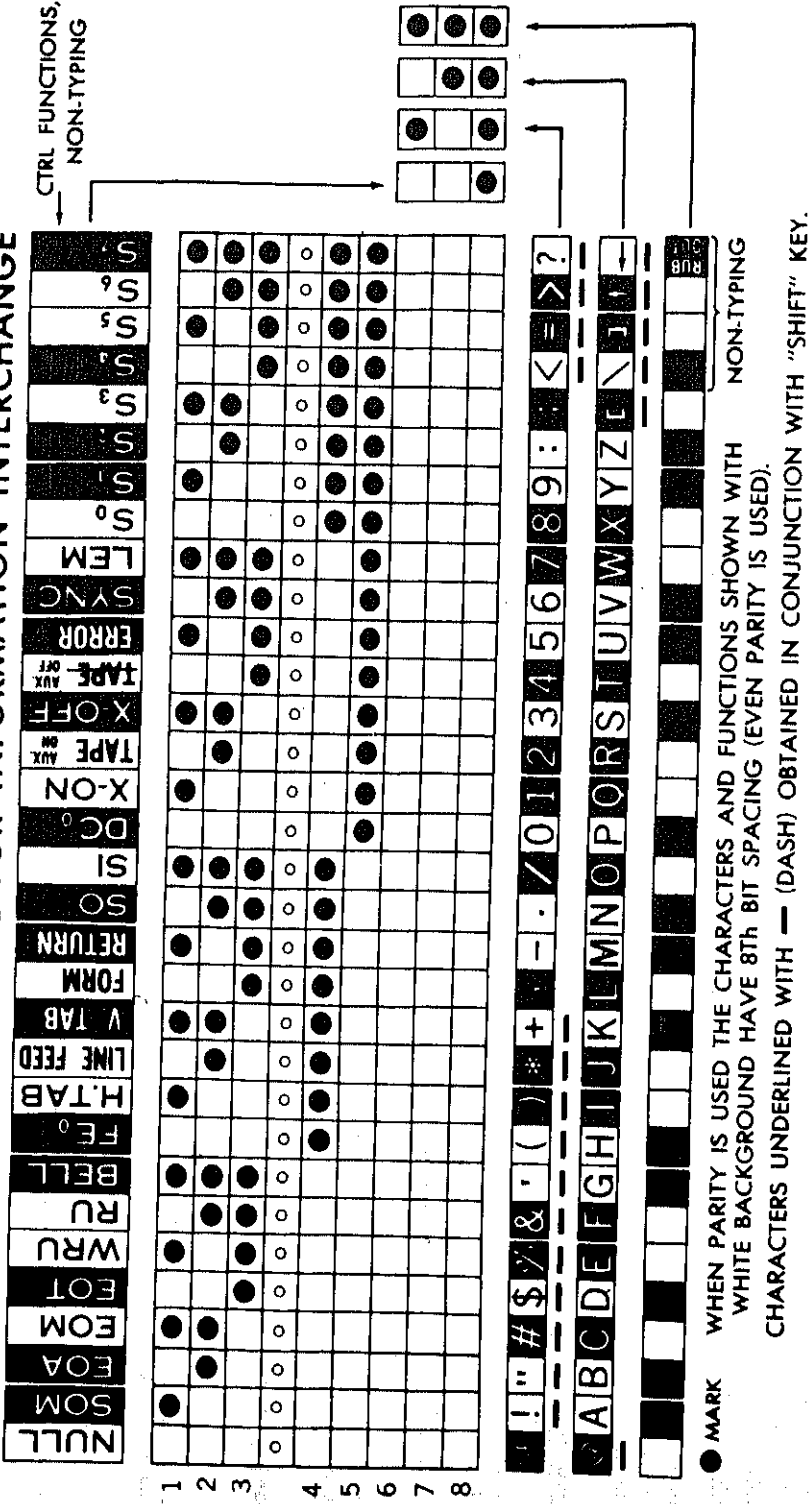 FOR INFORMATION INTERCHANGE
CTRL FUNCTIONS,
NON-TYPING
NULL SOM EOA EOM EOT WRU RU BELL FE0 H.TAB LINE FEED V TAB FORM RETURN SO SI DC0 X-ON TAPE AUX. ON X-OFF TAPE AUX. OFF ERROR SYNC LEM S0 S1 S2 S3 S4 S5 S6 S7
1
2
3
4
5
6
7
8
! " # $ % & ' ( ) * + - . / 0 1 2 3 4 5 6 7 8 9 : ; < = > ?
A B C D E F G H I J K L M N O P Q R S T U V W X Y Z [ \ ] ↑ ←
RUB OUT
NON-TYPING
● MARK
WHEN PARITY IS USED THE CHARACTERS AND FUNCTIONS SHOWN WITH
WHITE BACKGROUND HAVE 8Th BIT SPACING (EVEN PARITY IS USED).
CHARACTERS UNDERLINED WITH — (DASH) OBTAINED IN CONJUNCTION WITH "SHIFT" KEY.